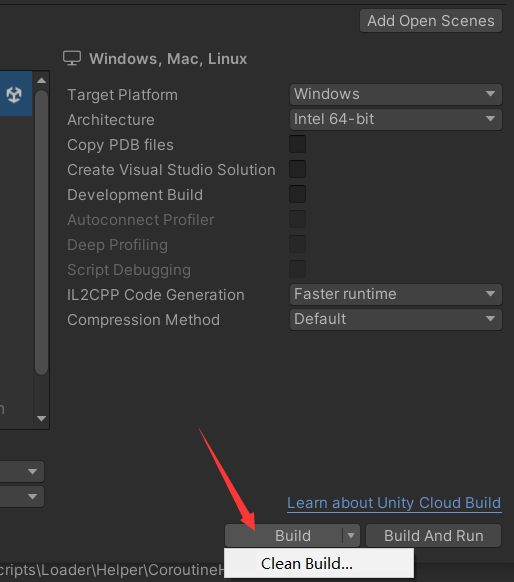 Add Open Scenes
Windows, Mac, Linux
Target Platform Windows
Architecture Intel 64-bit
Copy PDB files
Create Visual Studio Solution
Development Build
Autoconnect Profiler
Deep Profiling
Script Debugging
IL2CPP Code Generation Faster runtime
Compression Method Default
Learn about Unity Cloud Build
Build Build And Run
Clean Build...
cripts\Loader\Helper\CoroutineH